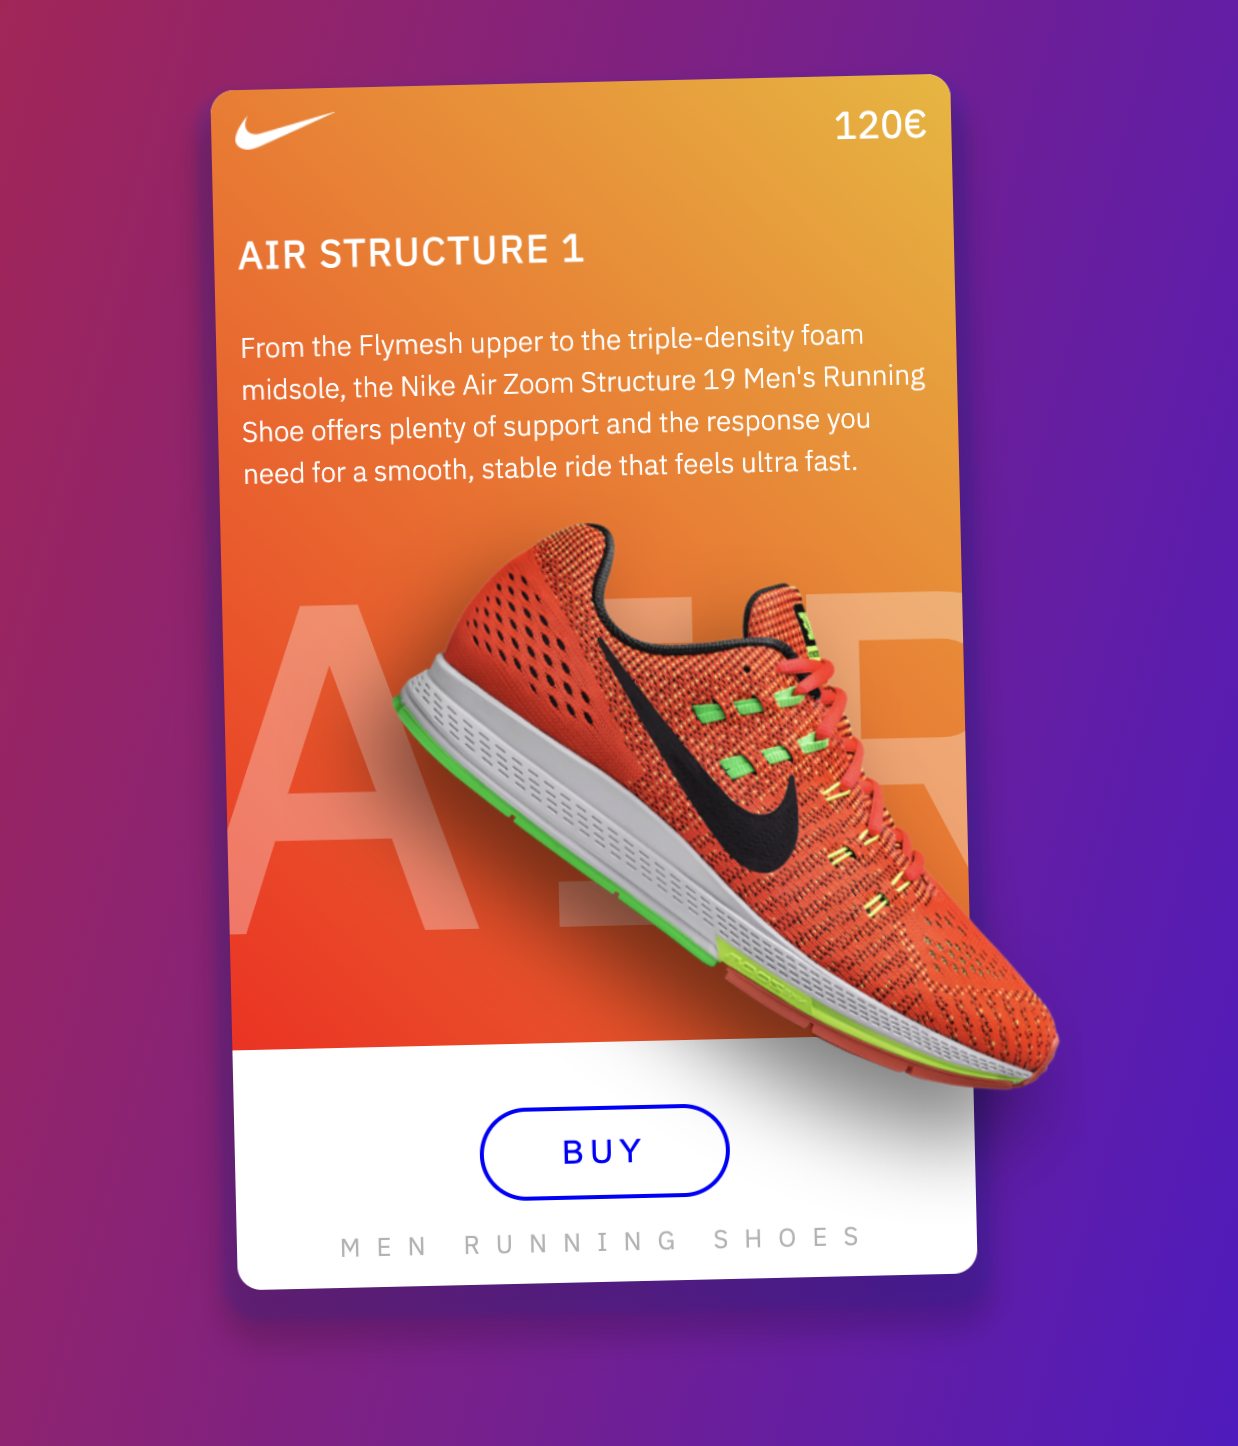 120€
AIR STRUCTURE 1
From the Flymesh upper to the triple-density foam
midsole, the Nike Air Zoom Structure 19 Men's Running
Shoe offers plenty of support and the response you
need for a smooth, stable ride that feels ultra fast.
AIR
BUY
MEN RUNNING SHOES